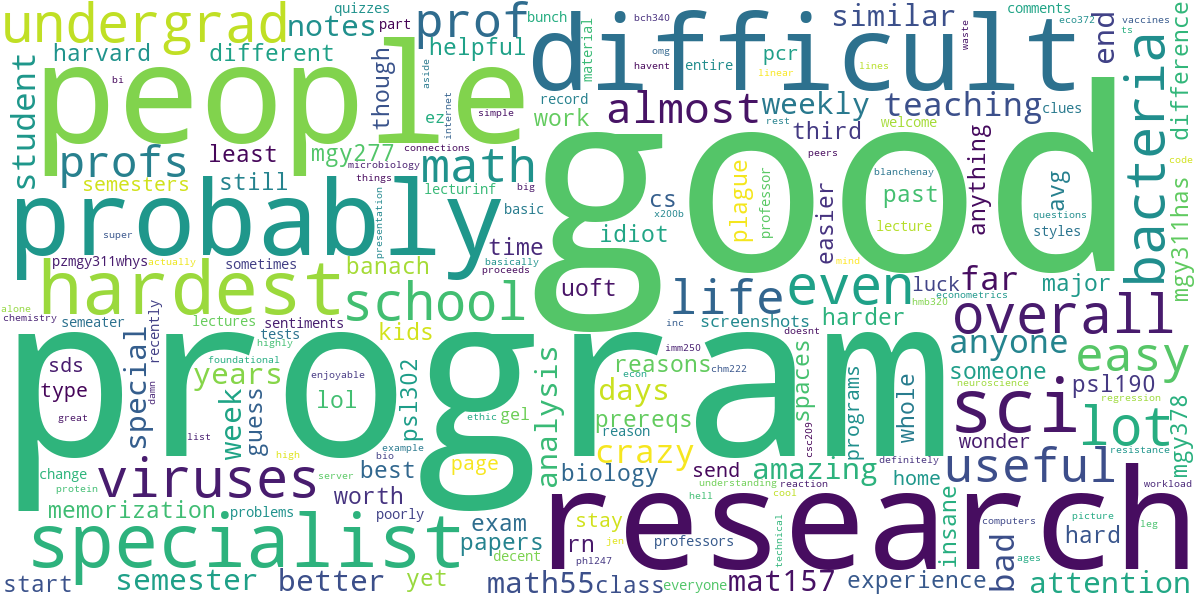 undergrad
notes
quizzes
part
prof
bunch
bch340
similar
comments
eco372
vaccines
ts
harvard
different
helpful
omg
material
pcr
end
difference
student
people
bi
though
aside
entire
difficult
waste
havent
linear
lines
ez
internet
simple
record
work
almost
weekly
teaching
clues
bacteria
rest
third
welcome
profs
least
mgy277
connections
microbiology
math
peers
semesters
still
things
lecturinf
big
cs
x200b
plague
professor
blanchenay
past
avg
questions
styles
anything
code
probably
super
presentation
basic
good
idiot
easier
lecture
mgy311has
pzmgy311whys
actually
sometimes
banach
time
basically
proceeds
uoft
life
even
mind
luck
far
major
hardest
school
hmb320
econometrics
alone
chemistry
semeater
lectures
tests
sentiments
kids
inc
screenshots
harder
overall
special
recently
highly
imm250
doesnt
anyone
easy
sds
type
years
foundational
enjoyable
lol
psl302
program
analysis
reasons
econ
chm222
spaces
someone
neuroscience
psl190
regression
great
damn
week
guess
ethic
gel
days
prereqs
programs
whole
sci
lot
mgy378
list
reason
crazy
csc209
wonder
resistance
change
high
bio
example
page
best
biology
send
amazing
definitely
home
useful
viruses
protein
server
worth
understanding
reaction
workload
memorization
problems
poorly
hell
cool
specialist
exam
stay
research
insane
computers
picture
leg
papers
rn
jen
professors
technical
hard
decent
phl247
ages
bad
start
semester
better
yet
math55
class
everyone
mat157
experience
attention